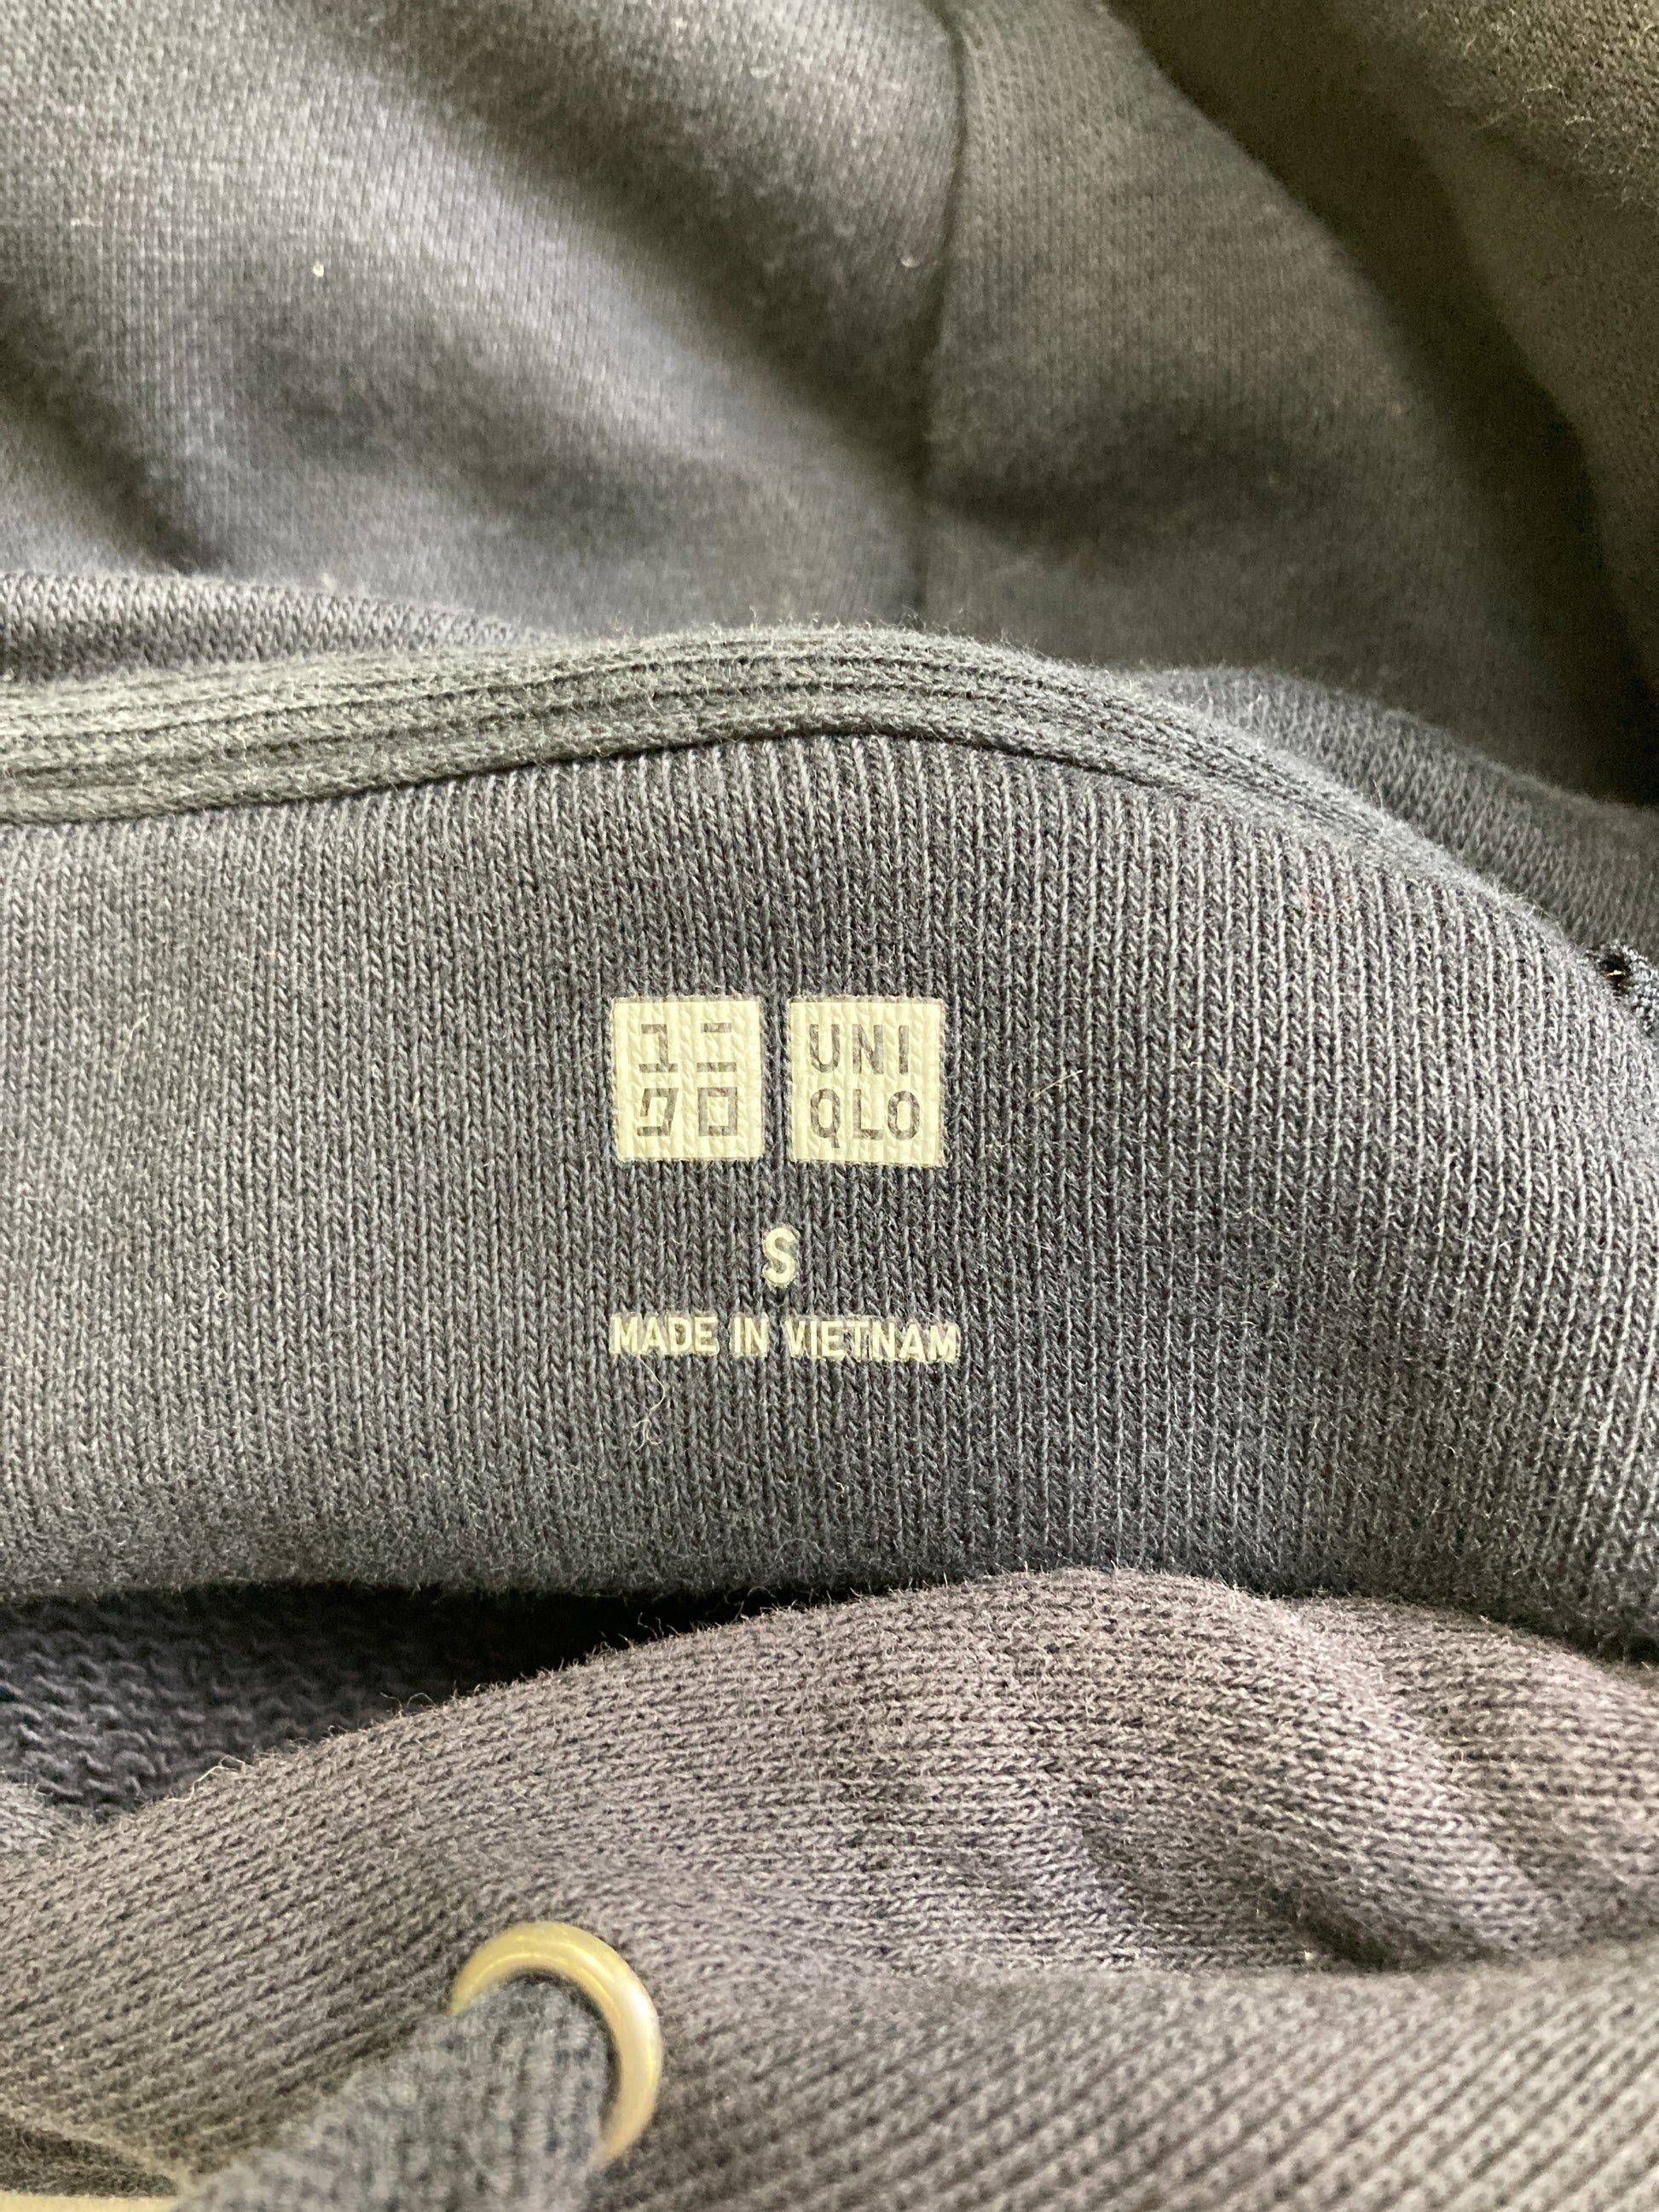 ユニ
クロ
UNI
QLO
S
MADE IN VIETNAM